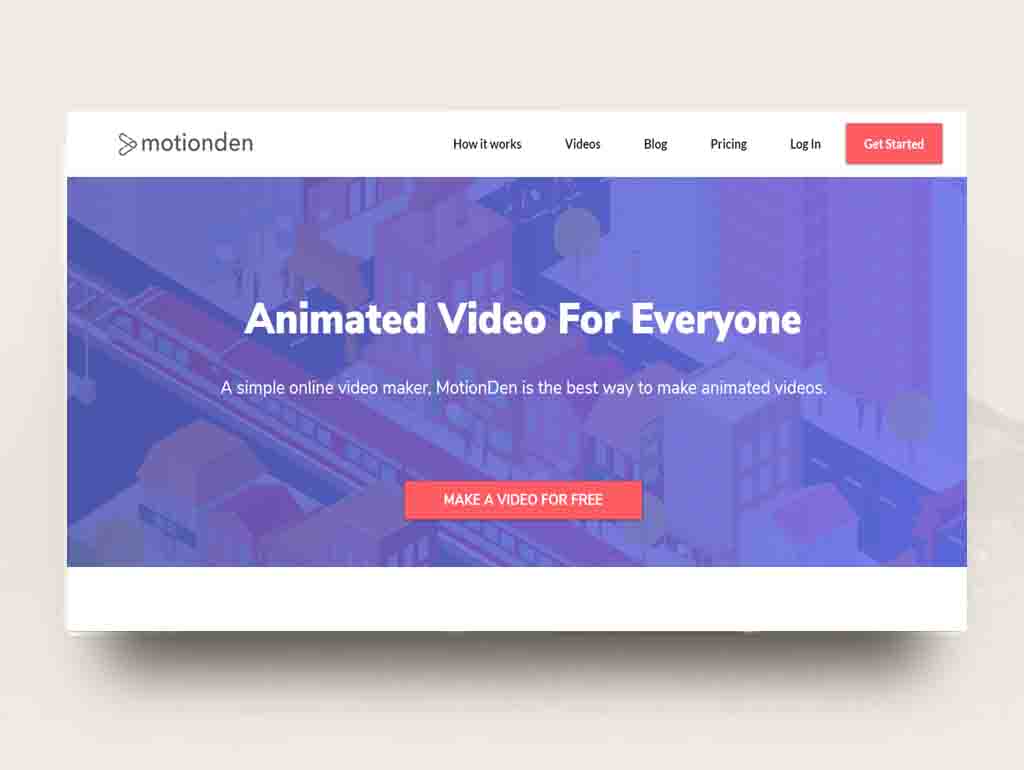 motionden
How it works Videos Blog Pricing Log In Get Started
Animated Video For Everyone
A simple online video maker, MotionDen is the best way to make animated videos.
MAKE A VIDEO FOR FREE